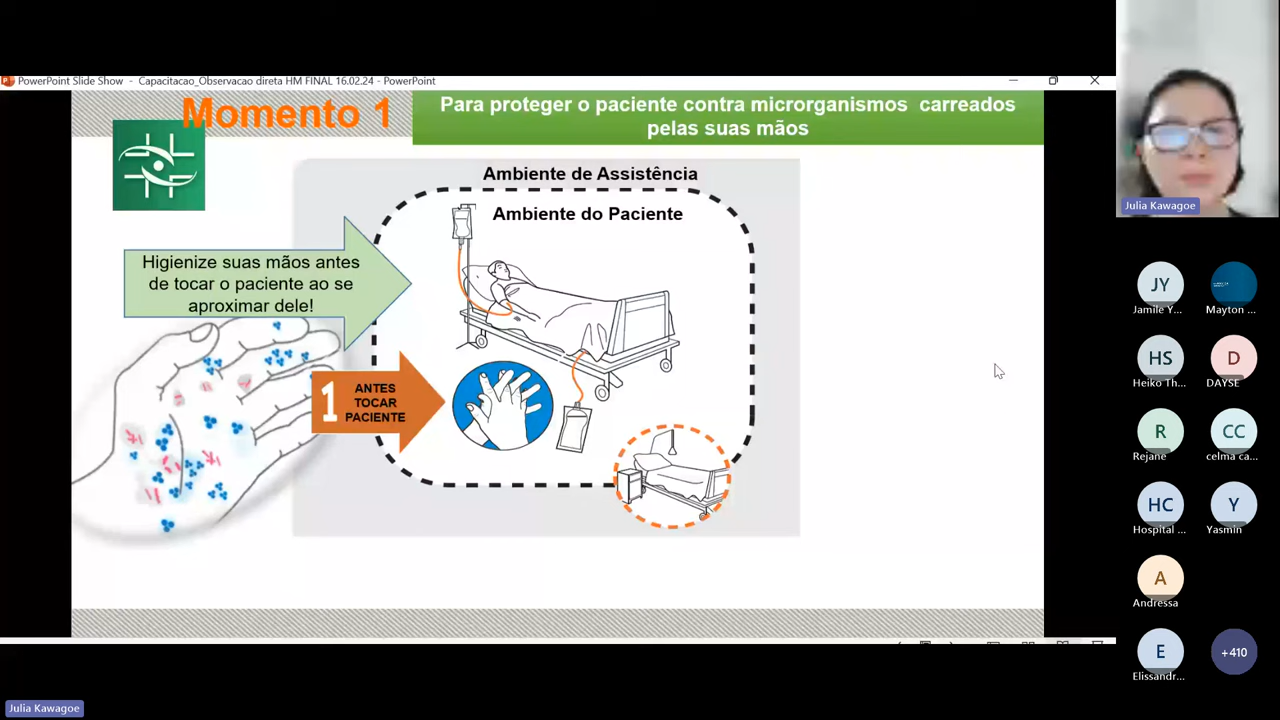 PowerPoint Slide Show - Capacitacao_Observacao direta HM FINAL 16.02.24 - PowerPoint
Momento 1
Para proteger o paciente contra microrganismos carreados
pelas suas mãos
Ambiente de Assistência
Ambiente do Paciente
Higienize suas mãos antes
de tocar o paciente ao se
aproximar dele!
1
ANTES
TOCAR
PACIENTE
Julia Kawagoe
JY
Jamile Y...
Mayton ...
HS
Heiko Th...
D
DAYSE
R
Rejane
CC
celma ca...
HC
Hospital ...
Y
Yasmin
A
Andressa
E
Elissandr...
+410
Julia Kawagoe